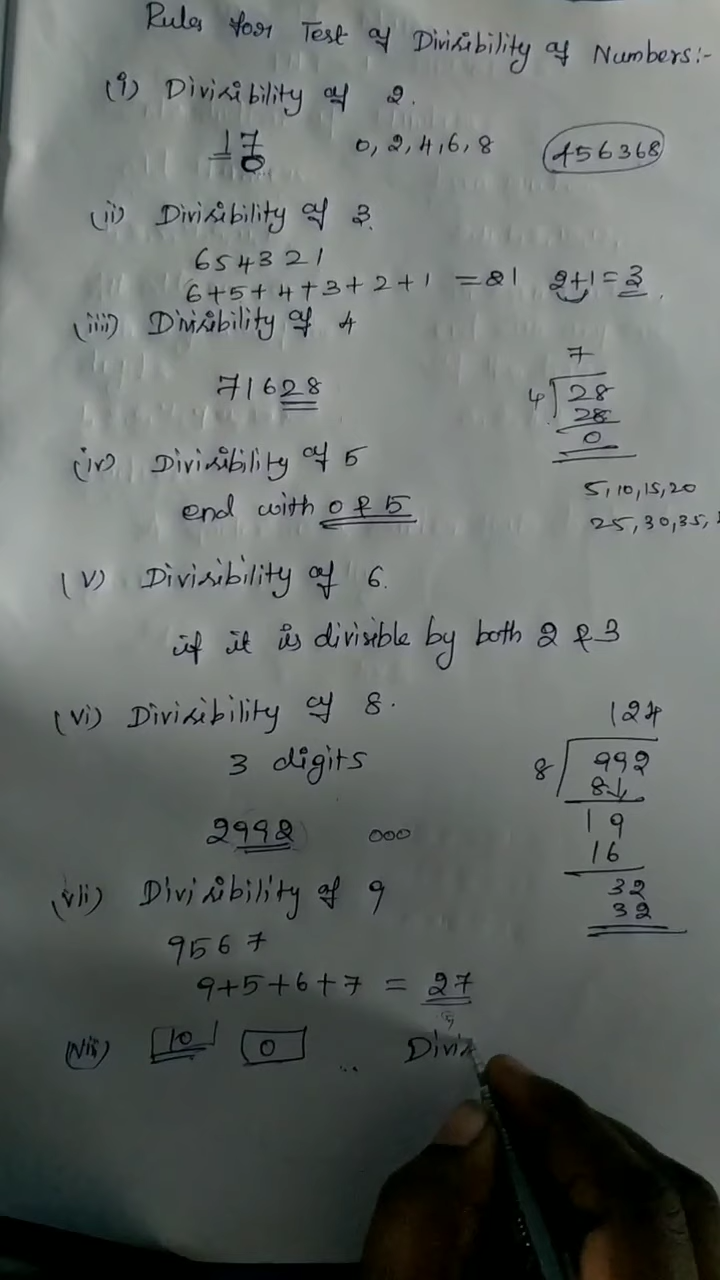 Rules for Test of Divisibility of Numbers:-
(i) Divisibility of 2.
17 0, 2, 4, 6, 8 456368
0
(ii) Divisibility of 3.
654321
6+5+4+3+2+1 = 21 2+1=3
(iii) Divisibility of 4
7
71628 4 28
28
0
(iv) Divisibility of 5
end with 0 & 5 5,10,15,20
25,30,35,
(v) Divisibility of 6.
if it is divisible by both 2 & 3
(vi) Divisibility of 8. 124
3 digits 8 992
8↓
2992 000 19
16
(vii) Divisibility of 9 32
32
9567
9+5+6+7 = 27
9
10 0 .. Divis